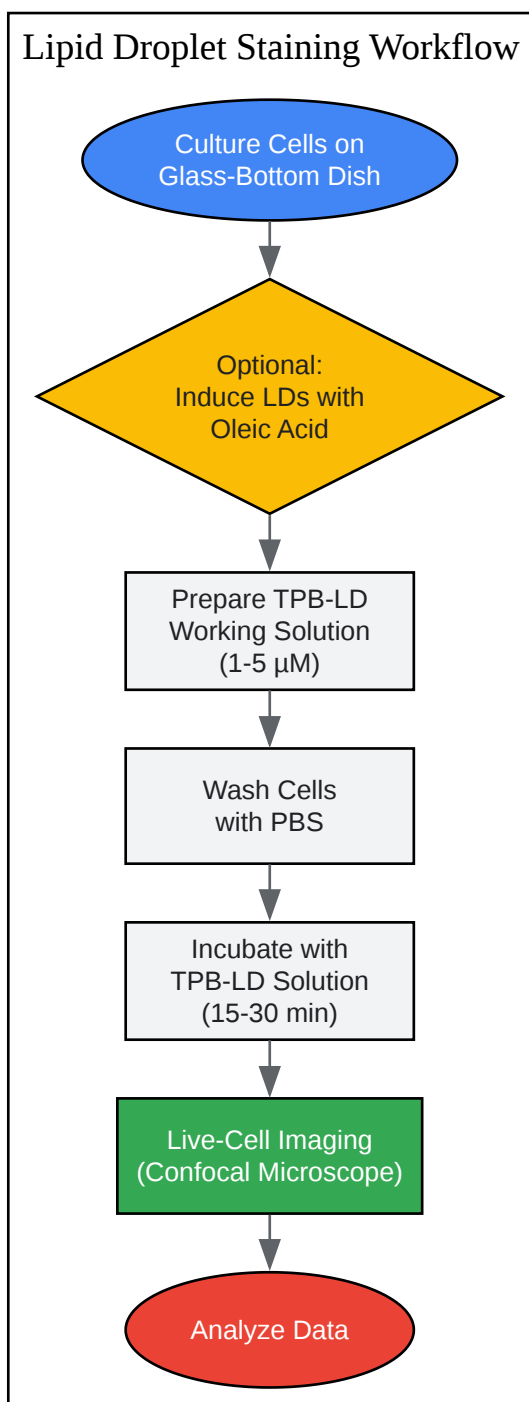 Lipid Droplet Staining Workflow
Culture Cells on
Glass-Bottom Dish
Optional:
Induce LDs with
Oleic Acid
Prepare TPB-LD
Working Solution
(1-5 µM)
Wash Cells
with PBS
Incubate with
TPB-LD Solution
(15-30 min)
Live-Cell Imaging
(Confocal Microscope)
Analyze Data